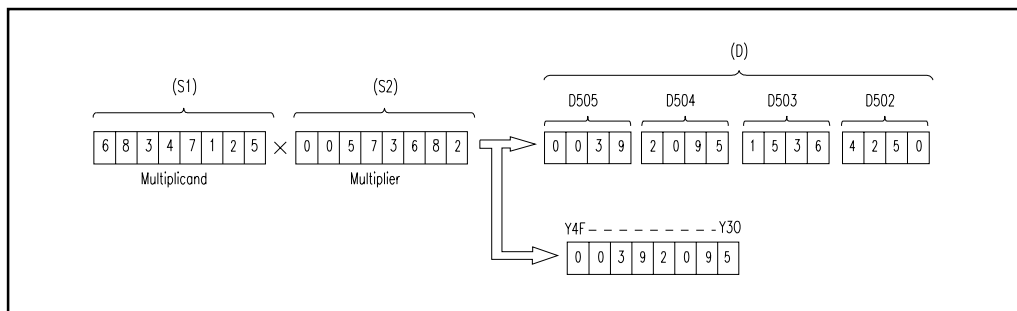 (D)
(S1) (S2)
D505 D504 D503 D502
6 8 3 4 7 1 2 5 × 0 0 5 7 3 6 8 2 0 0 3 9 2 0 9 5 1 5 3 6 4 2 5 0
Multiplicand Multiplier
Y4F – – – – – – – – Y30
0 0 3 9 2 0 9 5